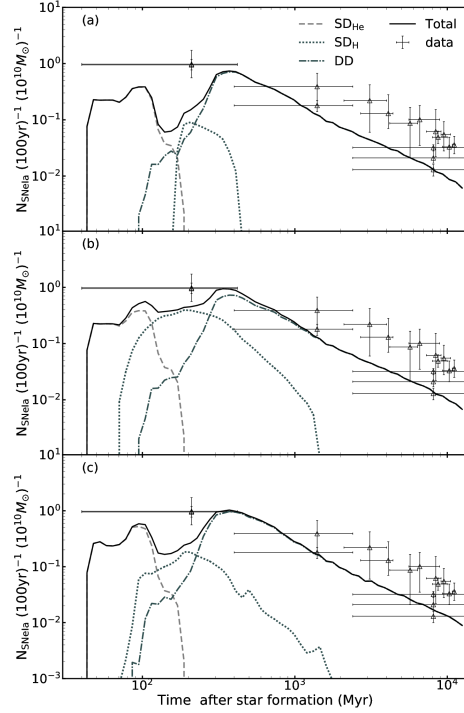 10¹
(a)
SD_He
SD_H
DD
Total
data
10⁰
10⁻¹
10⁻²
10¹
N_SNeIa (100yr)⁻¹ (10¹⁰M_⊙)⁻¹
(b)
10⁰
10⁻¹
10⁻²
10¹
N_SNeIa (100yr)⁻¹ (10¹⁰M_⊙)⁻¹
(c)
10⁰
10⁻¹
10⁻²
10⁻³
N_SNeIa (100yr)⁻¹ (10¹⁰M_⊙)⁻¹
10² 10³ 10⁴
Time after star formation (Myr)